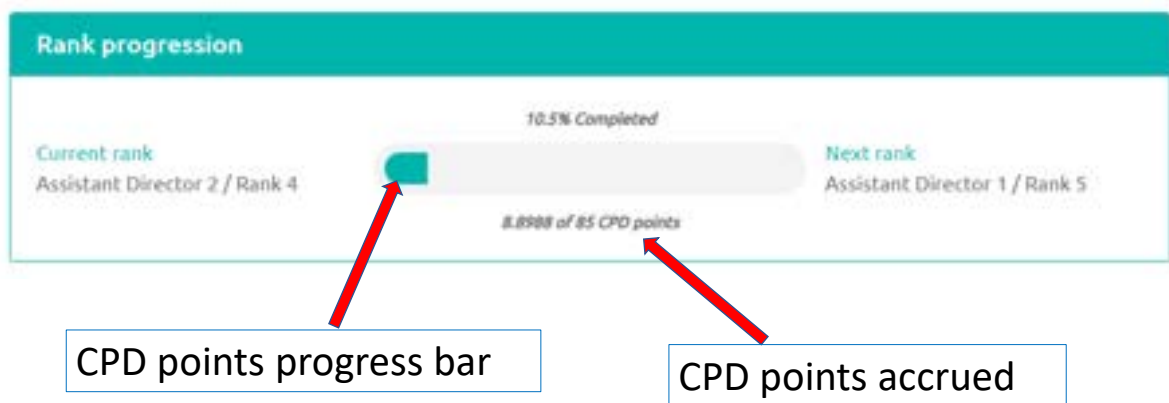 Rank progression
10.5% Completed
Current rank
Assistant Director 2 / Rank 4
Next rank
Assistant Director 1 / Rank 5
8.8988 of 85 CPD points
CPD points progress bar
CPD points accrued